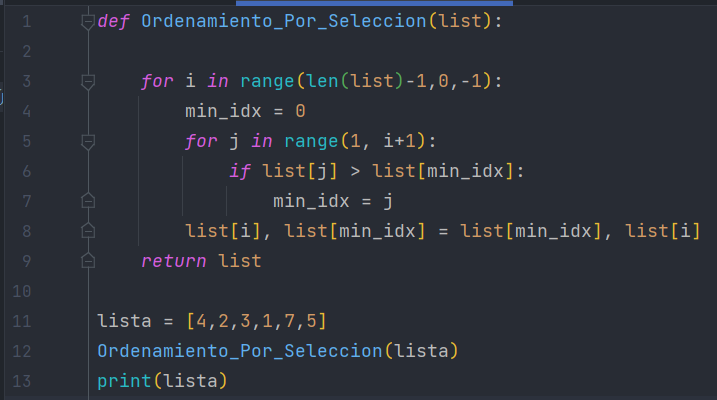 1 def Ordenamiento_Por_Seleccion(list):
2
3     for i in range(len(list)-1,0,-1):
4         min_idx = 0
5         for j in range(1, i+1):
6             if list[j] > list[min_idx]:
7                 min_idx = j
8         list[i], list[min_idx] = list[min_idx], list[i]
9     return list
10
11 lista = [4,2,3,1,7,5]
12 Ordenamiento_Por_Seleccion(lista)
13 print(lista)